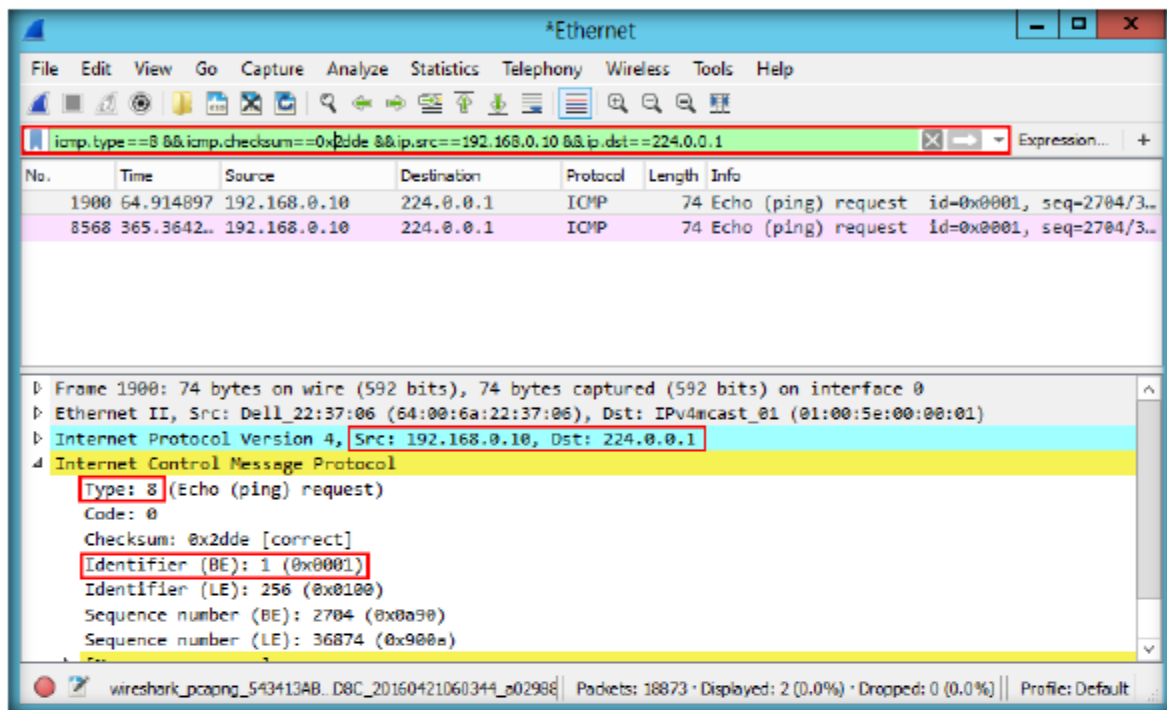 *Ethernet
File Edit View Go Capture Analyze Statistics Telephony Wireless Tools Help
icmp.type==8 &&icmp.checksum==0x2dde &&ip.src==192.168.0.10 &&ip.dst==224.0.0.1 Expression... +
No. Time Source Destination Protocol Length Info
1900 64.914897 192.168.0.10 224.0.0.1 ICMP 74 Echo (ping) request id=0x0001, seq=2704/3…
8568 365.3642… 192.168.0.10 224.0.0.1 ICMP 74 Echo (ping) request id=0x0001, seq=2704/3…
Frame 1900: 74 bytes on wire (592 bits), 74 bytes captured (592 bits) on interface 0
Ethernet II, Src: Dell_22:37:06 (64:00:6a:22:37:06), Dst: IPv4mcast_01 (01:00:5e:00:00:01)
Internet Protocol Version 4, Src: 192.168.0.10, Dst: 224.0.0.1
Internet Control Message Protocol
Type: 8 (Echo (ping) request)
Code: 0
Checksum: 0x2dde [correct]
Identifier (BE): 1 (0x0001)
Identifier (LE): 256 (0x0100)
Sequence number (BE): 2704 (0x0a90)
Sequence number (LE): 36874 (0x900a)
wireshark_pcapng_543413AB...D8C_20160421060344_a02988 Packets: 18873 · Displayed: 2 (0.0%) · Dropped: 0 (0.0%) Profile: Default